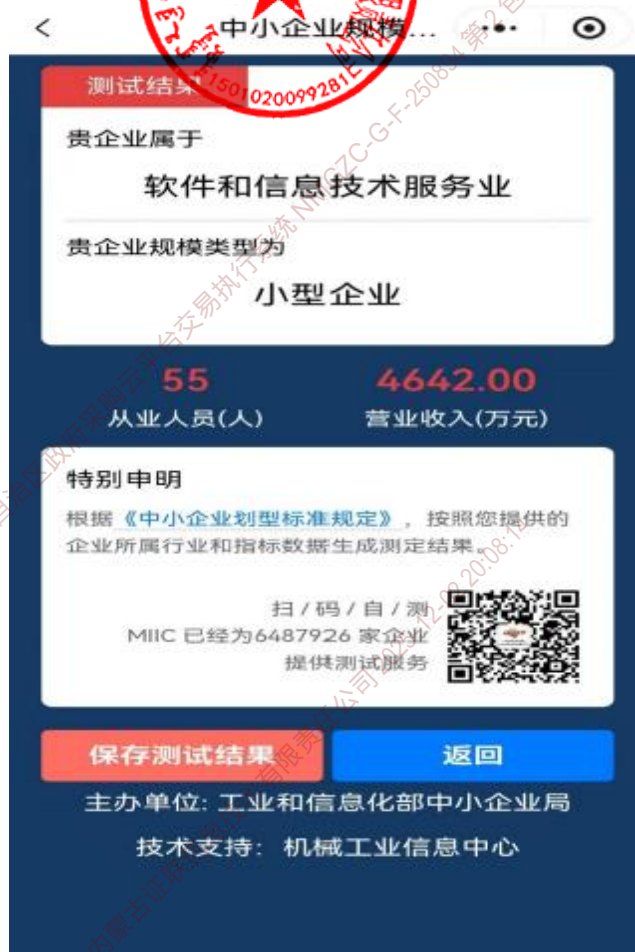 中小企业规模...
测试结果
1501020099281
贵企业属于
软件和信息技术服务业
贵企业规模类型为
小型企业
55
4642.00
从业人员(人)
营业收入(万元)
特别申明
根据《中小企业划型标准规定》，按照您提供的
企业所属行业和指标数据生成测定结果。
扫/码/自/测
MIIC 已经为6487926 家企业
提供测试服务
保存测试结果
返回
主办单位: 工业和信息化部中小企业局
技术支持: 机械工业信息中心